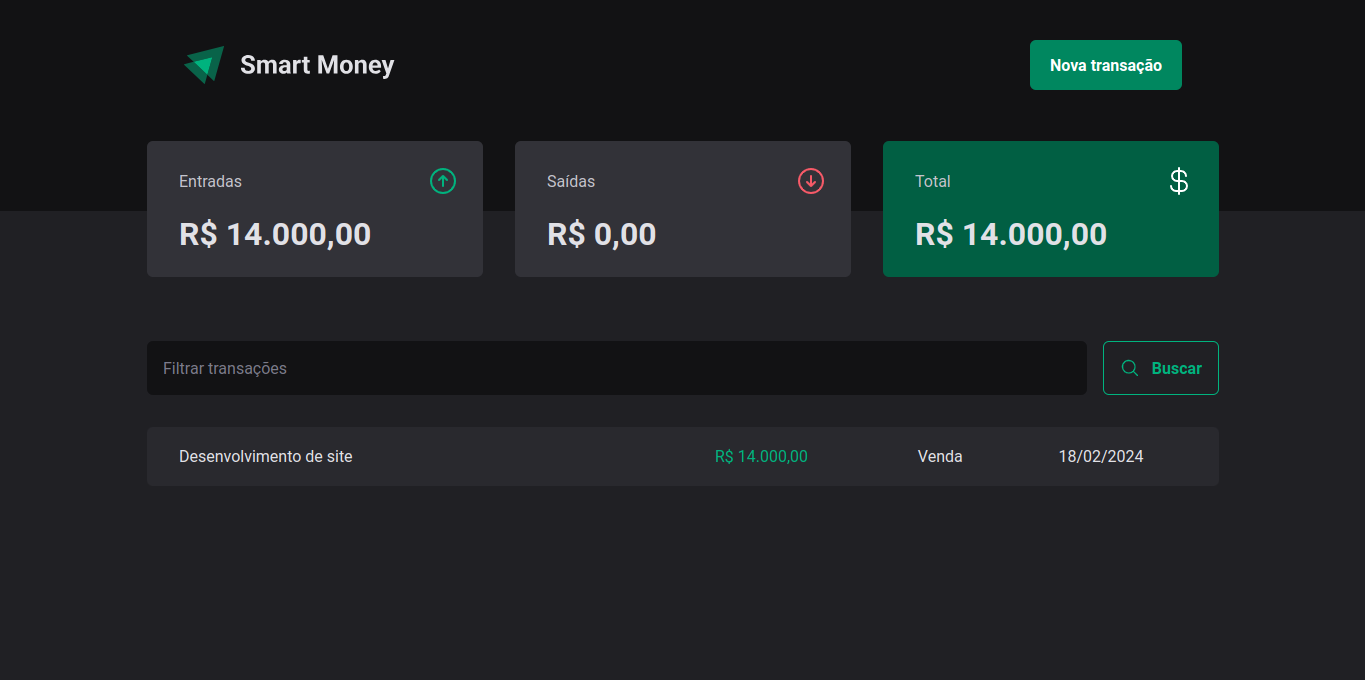 Smart Money
Nova transação
Entradas
R$ 14.000,00
Saídas
R$ 0,00
Total
R$ 14.000,00
Filtrar transações
Buscar
Desenvolvimento de site R$ 14.000,00 Venda 18/02/2024